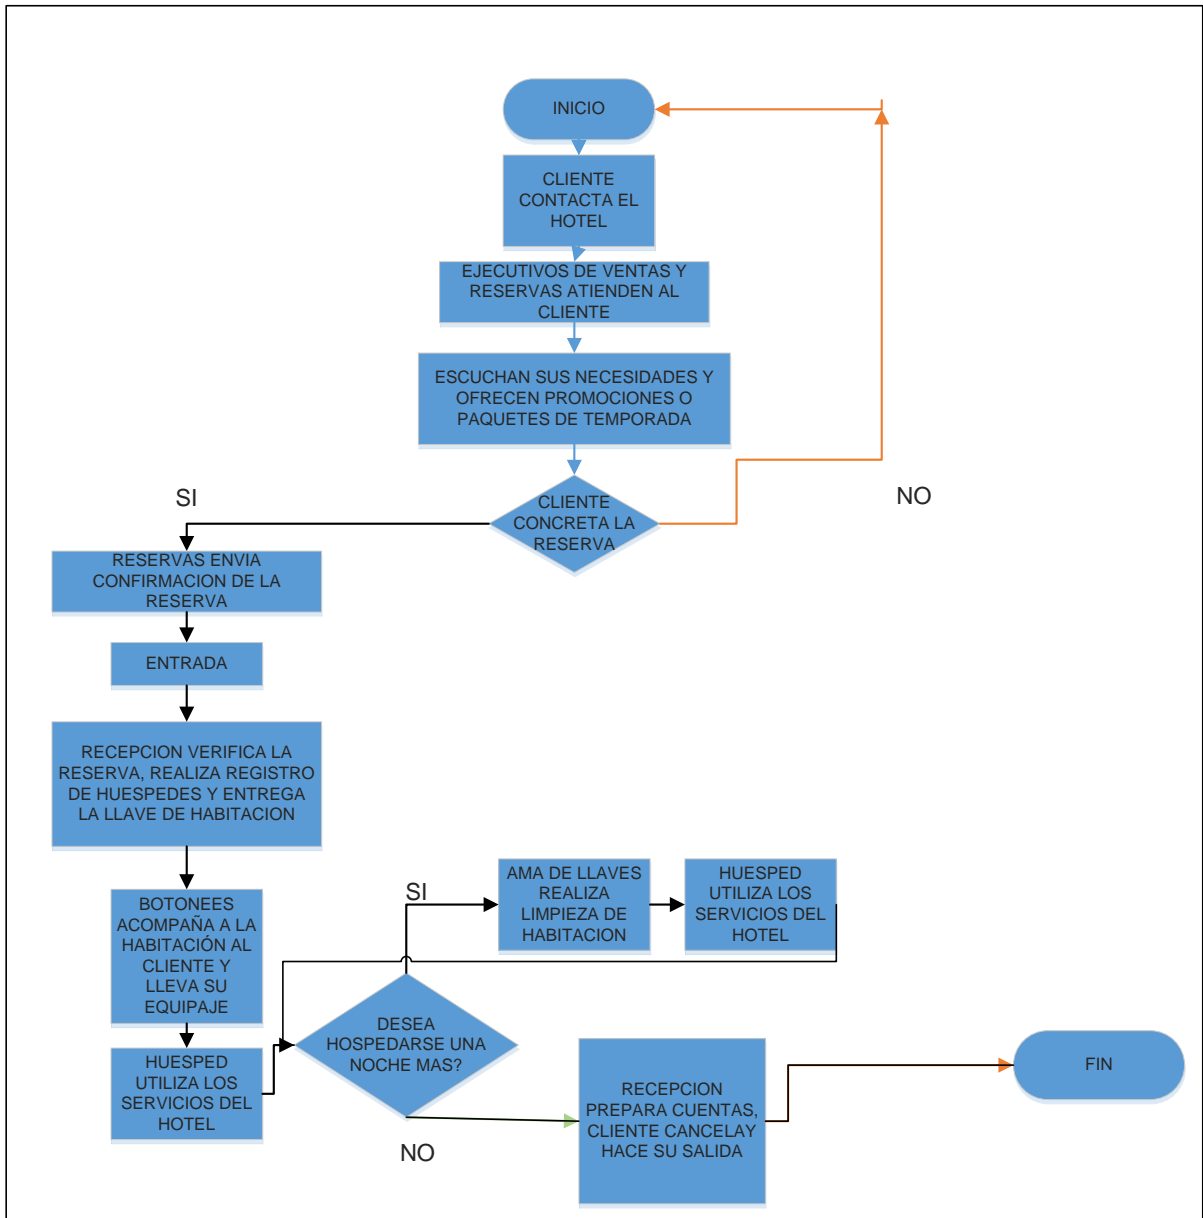 INICIO
CLIENTE
CONTACTA EL
HOTEL
EJECUTIVOS DE VENTAS Y
RESERVAS ATIENDEN AL
CLIENTE
ESCUCHAN SUS NECESIDADES Y
OFRECEN PROMOCIONES O
PAQUETES DE TEMPORADA
SI
NO
CLIENTE
CONCRETA LA
RESERVA
RESERVAS ENVIA
CONFIRMACION DE LA
RESERVA
ENTRADA
RECEPCION VERIFICA LA
RESERVA, REALIZA REGISTRO
DE HUESPEDES Y ENTREGA
LA LLAVE DE HABITACION
BOTONEES
ACOMPAÑA A LA
HABITACIÓN AL
CLIENTE Y
LLEVA SU
EQUIPAJE
HUESPED
UTILIZA LOS
SERVICIOS DEL
HOTEL
DESEA
HOSPEDARSE UNA
NOCHE MAS?
SI
AMA DE LLAVES
REALIZA
LIMPIEZA DE
HABITACION
HUESPED
UTILIZA LOS
SERVICIOS DEL
HOTEL
NO
RECEPCION
PREPARA CUENTAS,
CLIENTE CANCELAY
HACE SU SALIDA
FIN